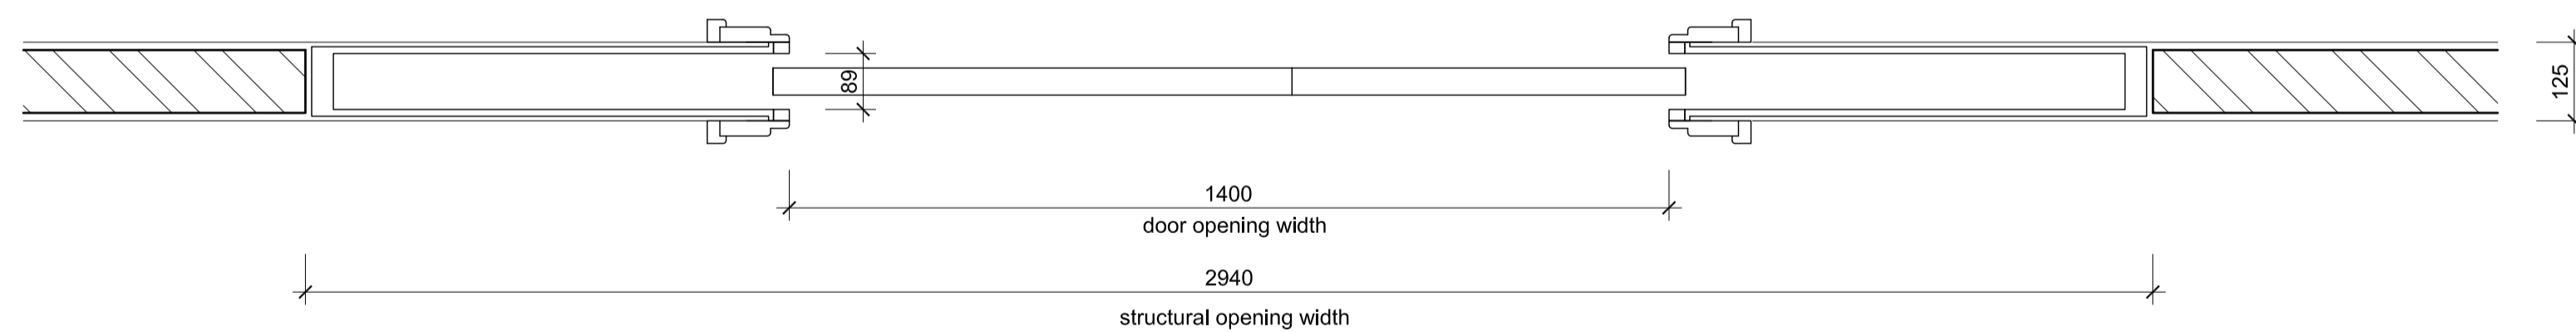 89
125
1400
door opening width
2940
structural opening width